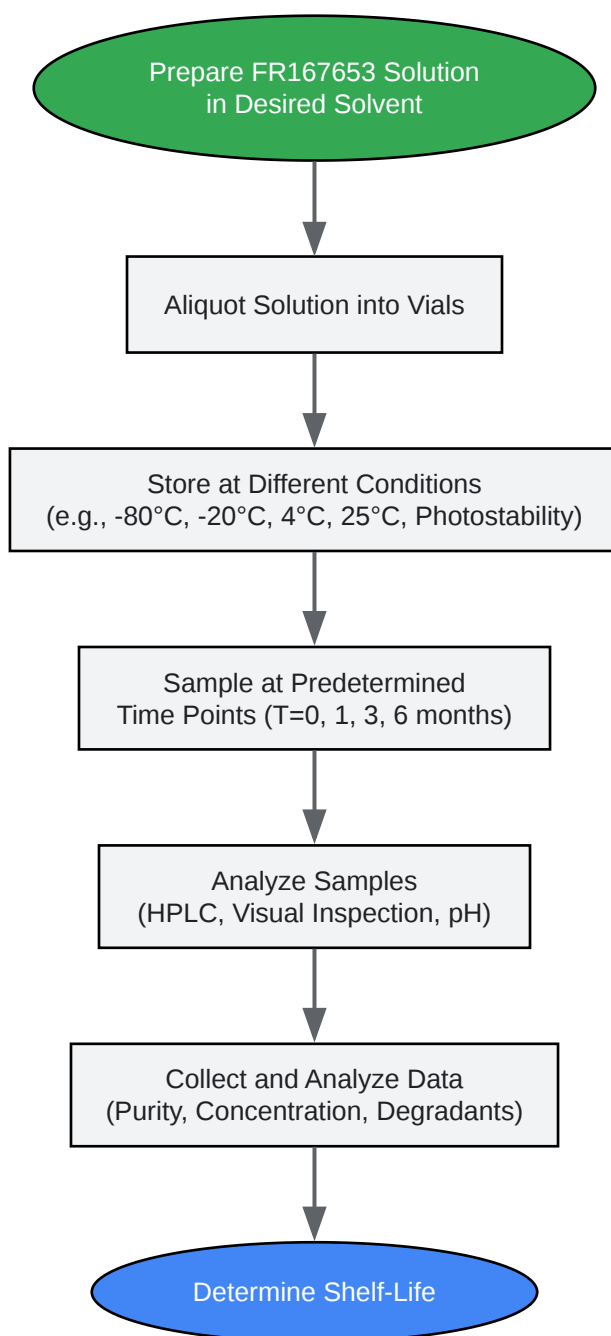 Prepare FR167653 Solution
in Desired Solvent
Aliquot Solution into Vials
Store at Different Conditions
(e.g., -80°C, -20°C, 4°C, 25°C, Photostability)
Sample at Predetermined
Time Points (T=0, 1, 3, 6 months)
Analyze Samples
(HPLC, Visual Inspection, pH)
Collect and Analyze Data
(Purity, Concentration, Degradants)
Determine Shelf-Life